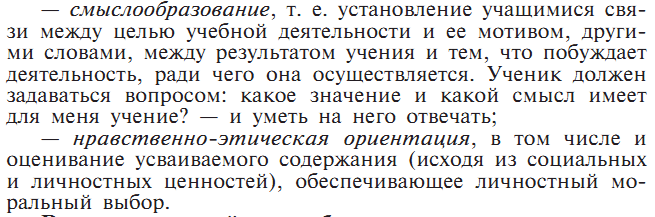 — смыслообразование, т. е. установление учащимися свя-
зи между целью учебной деятельности и ее мотивом, други-
ми словами, между результатом учения и тем, что побуждает
деятельность, ради чего она осуществляется. Ученик должен
задаваться вопросом: какое значение и какой смысл имеет
для меня учение? — и уметь на него отвечать;
— нравственно-этическая ориентация, в том числе и
оценивание усваиваемого содержания (исходя из социальных
и личностных ценностей), обеспечивающее личностный мо-
ральный выбор.